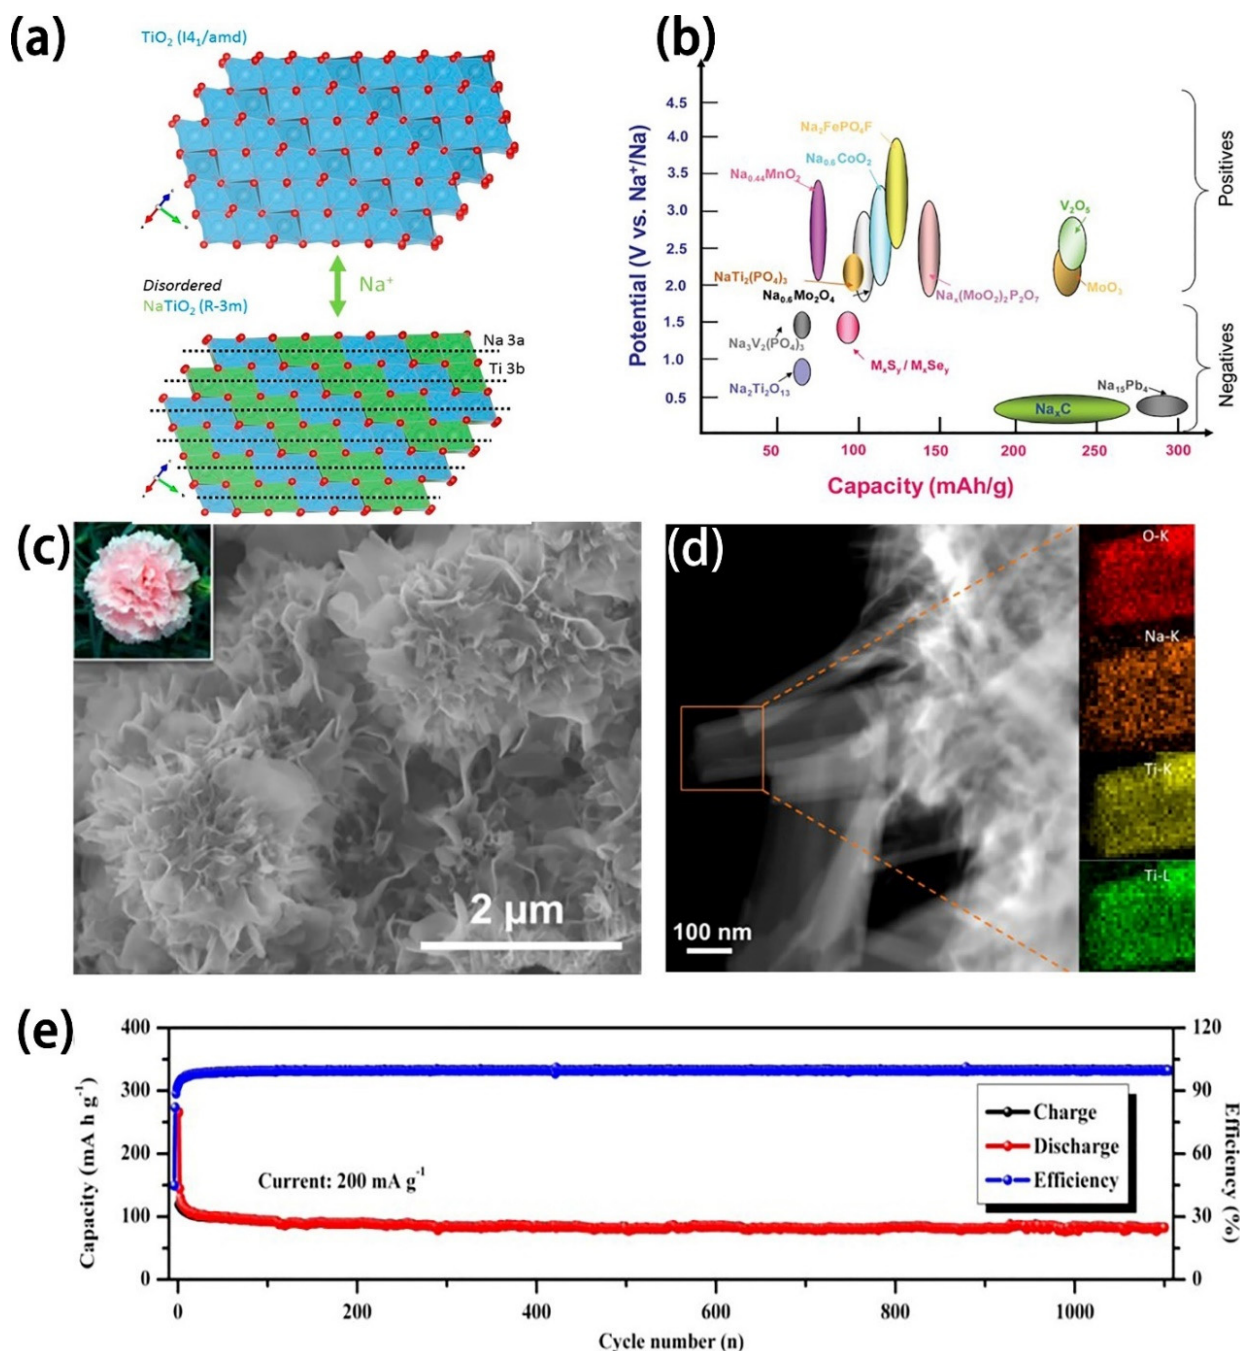 (a)
TiO₂ (I4₁/amd)
Na⁺
Disordered
NaTiO₂ (R-3m)
Na 3a
Ti 3b
(b)
Potential (V vs. Na⁺/Na)
4.5
4.0
3.5
3.0
2.5
2.0
1.5
1.0
0.5
Na₂FePO₄F
Na₀.₆CoO₂
Na₀.₄₄MnO₂
V₂O₅
NaTi₂(PO₄)₃
Na₀.₆Mo₂O₄
Naₓ(MoO₂)₂P₂O₇
MoO₃
Na₃V₂(PO₄)₃
MₓSᵧ / MₓSeᵧ
Na₂Ti₂O₁₃
Na₁₅Pb₄
NaₓC
Positives
Negatives
50
100
150
200
250
300
Capacity (mAh/g)
(c)
2 μm
(d)
100 nm
O-K
Na-K
Ti-K
Ti-L
(e)
Capacity (mA h g⁻¹)
400
300
200
100
0
Current: 200 mA g⁻¹
Charge
Discharge
Efficiency
120
90
60
30
0
Efficiency (%)
0
200
400
600
800
1000
Cycle number (n)